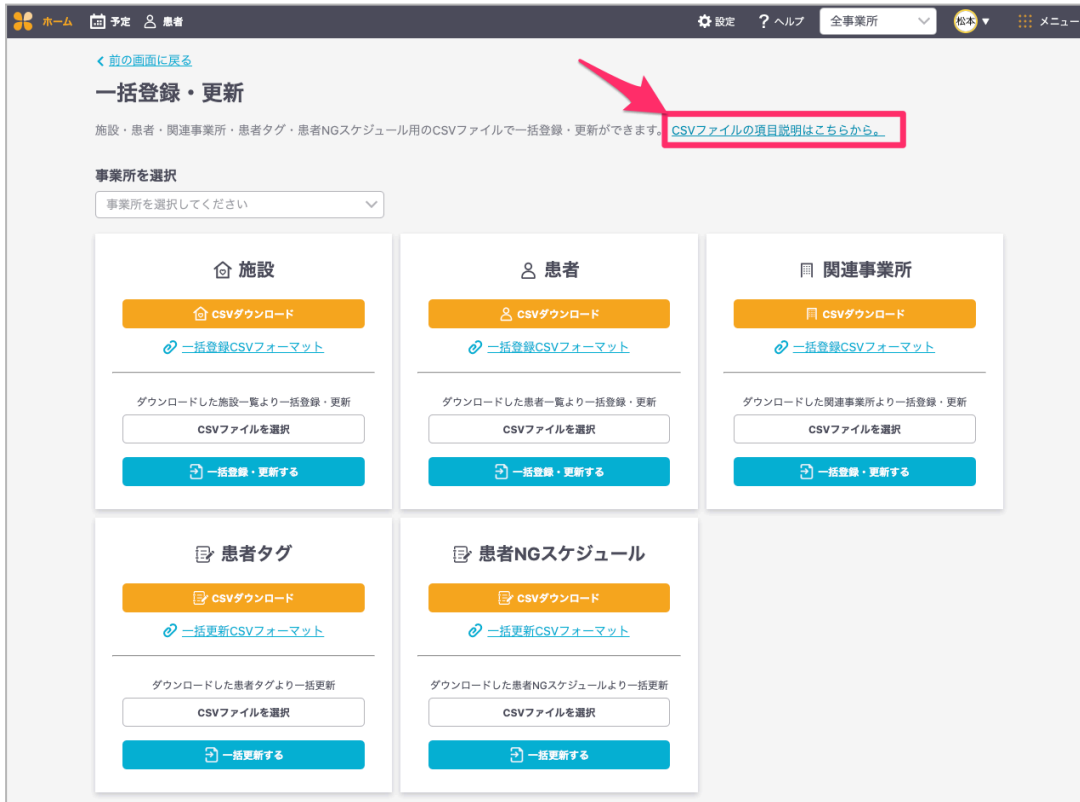 ホーム 予定 患者 設定 ? ヘルプ 全事業所 松本 ▼ メニュー
前の画面に戻る
一括登録・更新
施設・患者・関連事業所・患者タグ・患者NGスケジュール用のCSVファイルで一括登録・更新ができます。 CSVファイルの項目説明はこちらから。
事業所を選択
事業所を選択してください
施設
CSVダウンロード
一括登録CSVフォーマット
ダウンロードした施設一覧より一括登録・更新
CSVファイルを選択
一括登録・更新する
患者
CSVダウンロード
一括登録CSVフォーマット
ダウンロードした患者一覧より一括登録・更新
CSVファイルを選択
一括登録・更新する
関連事業所
CSVダウンロード
一括登録CSVフォーマット
ダウンロードした関連事業所より一括登録・更新
CSVファイルを選択
一括登録・更新する
患者タグ
CSVダウンロード
一括更新CSVフォーマット
ダウンロードした患者タグより一括更新
CSVファイルを選択
一括更新する
患者NGスケジュール
CSVダウンロード
一括更新CSVフォーマット
ダウンロードした患者NGスケジュールより一括更新
CSVファイルを選択
一括更新する